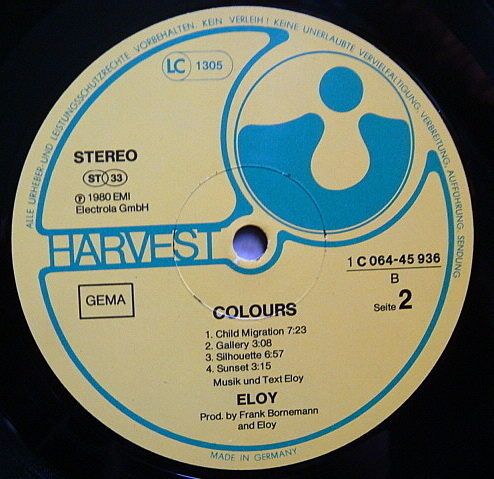 ALLE URHEBER-UND LEISTUNGSSCHUTZRECHTE VORBEHALTEN. KEIN VERLEIH! KEINE UNERLAUBTE VERVIELFÄLTIGUNG, VERBREITUNG, AUFFÜHRUNG, SENDUNG
LC 1305
STEREO
ST 33
℗ 1980 EMI
Electrola GmbH
HARVEST
1 C 064-45 936
B
Seite 2
GEMA
COLOURS
1. Child Migration 7:23
2. Gallery 3:08
3. Silhouette 6:57
4. Sunset 3:15
Musik und Text Eloy
ELOY
Prod. by Frank Bornemann
and Eloy
MADE IN GERMANY